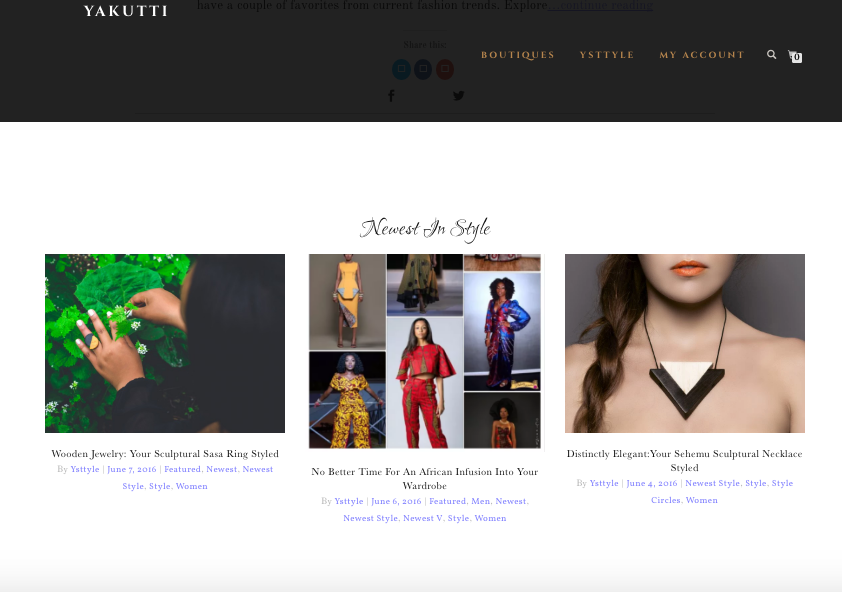 YAKUTTI
have a couple of favorites from current fashion trends. Explore... continue reading
Share this:
BOUTIQUES YSTTYLE MY ACCOUNT
0
Newest In Style
Wooden Jewelry: Your Sculptural Sasa Ring Styled
By Ysttyle | June 7, 2016 | Featured, Newest, Newest
Style, Style, Women
No Better Time For An African Infusion Into Your
Wardrobe
By Ysttyle | June 6, 2016 | Featured, Men, Newest,
Newest Style, Newest V, Style, Women
Distinctly Elegant:Your Sehemu Sculptural Necklace
Styled
By Ysttyle | June 4, 2016 | Newest Style, Style, Style
Circles, Women